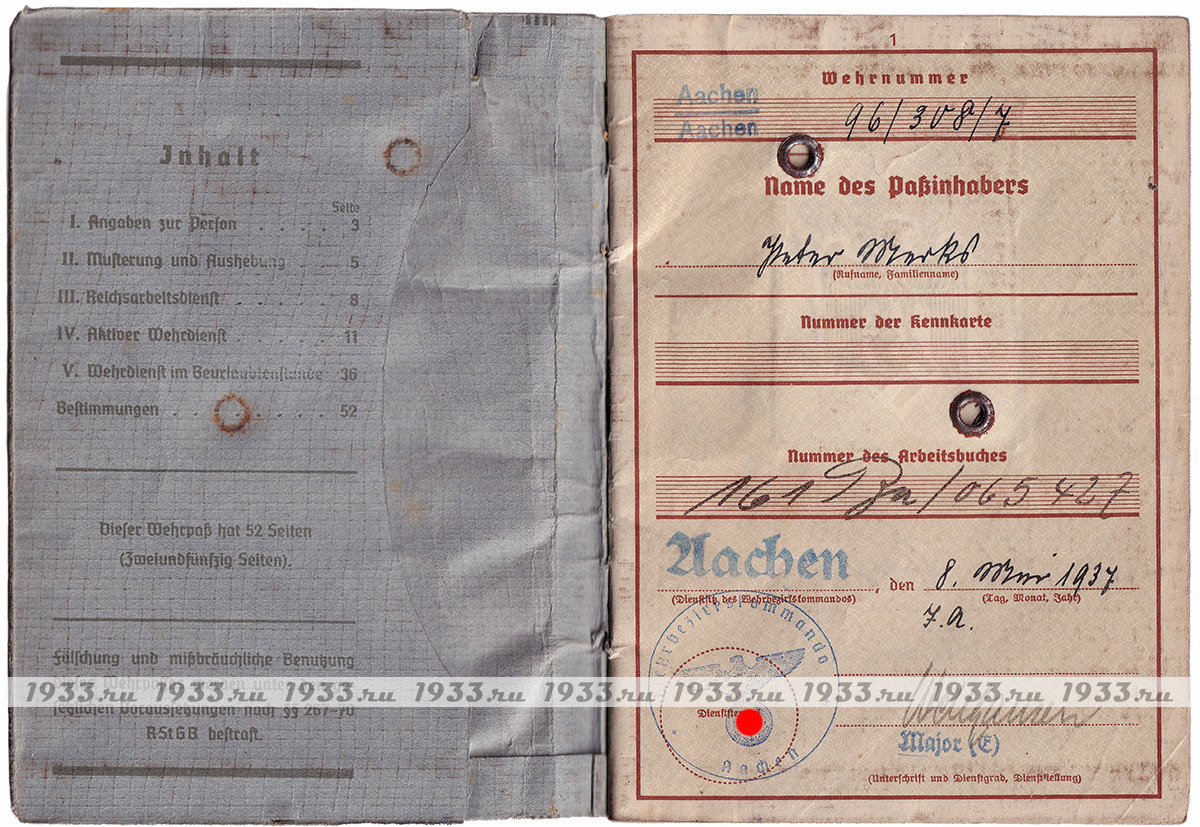 Inhalt
Seite
I. Angaben zur Person . . . . . 3
II. Musterung und Aushebung . . . 5
III. Reichsarbeitsdienst . . . . . 8
IV. Aktiver Wehrdienst . . . . . 11
V. Wehrdienst im Beurlaubtenstande 36
Bestimmungen . . . . . . . 52
Dieser Wehrpaß hat 52 Seiten
(Zweiundfünfzig Seiten).
Fälschung und mißbräuchliche Benutzung
RStGB bestraft.
1
Wehrnummer
Aachen
Aachen
96/308/7
Name des Paßinhabers
Peter Merks
(Rufname, Familienname)
Nummer der Kennkarte
Nummer des Arbeitsbuches
161 /065427
Aachen, den 8. Mai 1937
(Dienstsitz des Wehrbezirkskommandos) (Tag, Monat, Jahr)
J.A.
Wehrbezirkskommando
Aachen
Major (E)
(Unterschrift und Dienstgrad, Dienststellung)
1933.ru 1933.ru 1933.ru 1933.ru 1933.ru 1933.ru 1933.ru 1933.ru 1933.ru